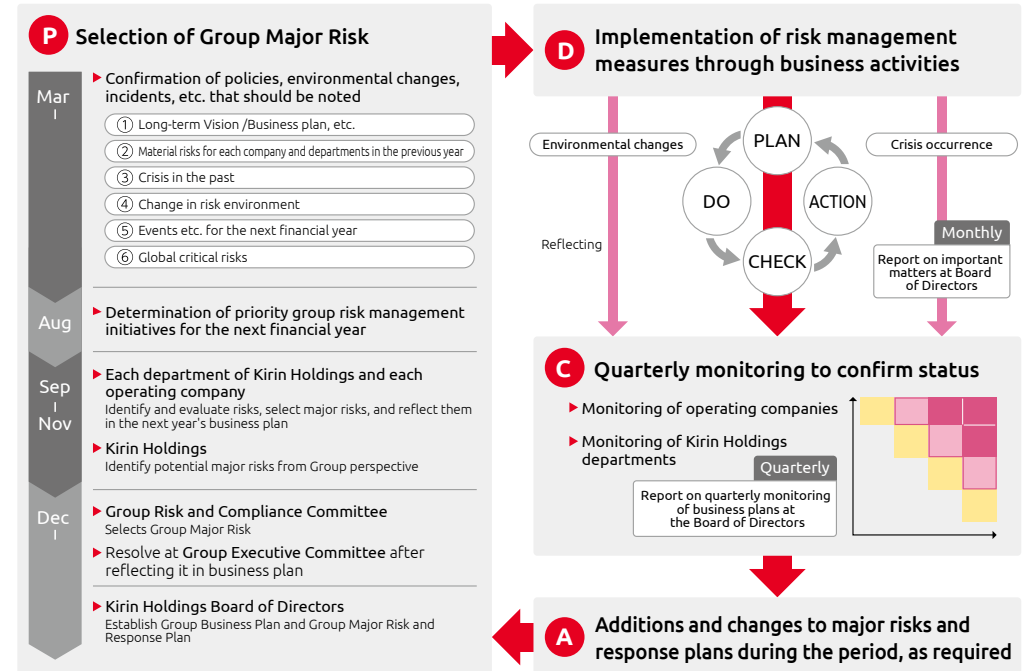 P Selection of Group Major Risk
Mar
Confirmation of policies, environmental changes,
incidents, etc. that should be noted
① Long-term Vision /Business plan, etc.
② Material risks for each company and departments in the previous year
③ Crisis in the past
④ Change in risk environment
⑤ Events etc. for the next financial year
⑥ Global critical risks
Aug
Determination of priority group risk management
initiatives for the next financial year
Sep
Nov
Each department of Kirin Holdings and each
operating company
Identify and evaluate risks, select major risks, and reflect them
in the next year's business plan
Kirin Holdings
Identify potential major risks from Group perspective
Dec
Group Risk and Compliance Committee
Selects Group Major Risk
Resolve at Group Executive Committee after
reflecting it in business plan
Kirin Holdings Board of Directors
Establish Group Business Plan and Group Major Risk and
Response Plan
D Implementation of risk management
measures through business activities
Environmental changes
Reflecting
PLAN
DO
ACTION
CHECK
Crisis occurrence
Monthly
Report on important
matters at Board
of Directors
C Quarterly monitoring to confirm status
Monitoring of operating companies
Monitoring of Kirin Holdings
departments
Quarterly
Report on quarterly monitoring
of business plans at
the Board of Directors
A Additions and changes to major risks and
response plans during the period, as required